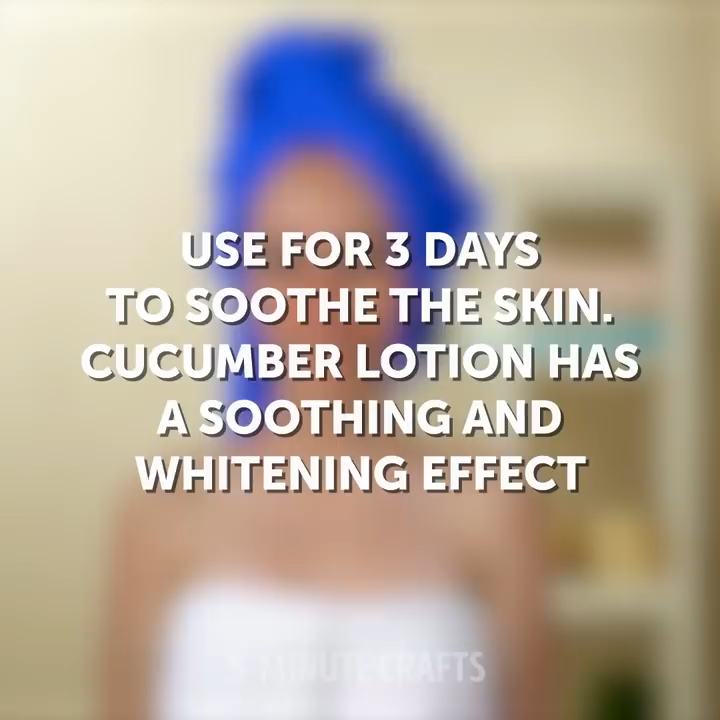 USE FOR 3 DAYS
TO SOOTHE THE SKIN.
CUCUMBER LOTION HAS
A SOOTHING AND
WHITENING EFFECT
5-MINUTE CRAFTS